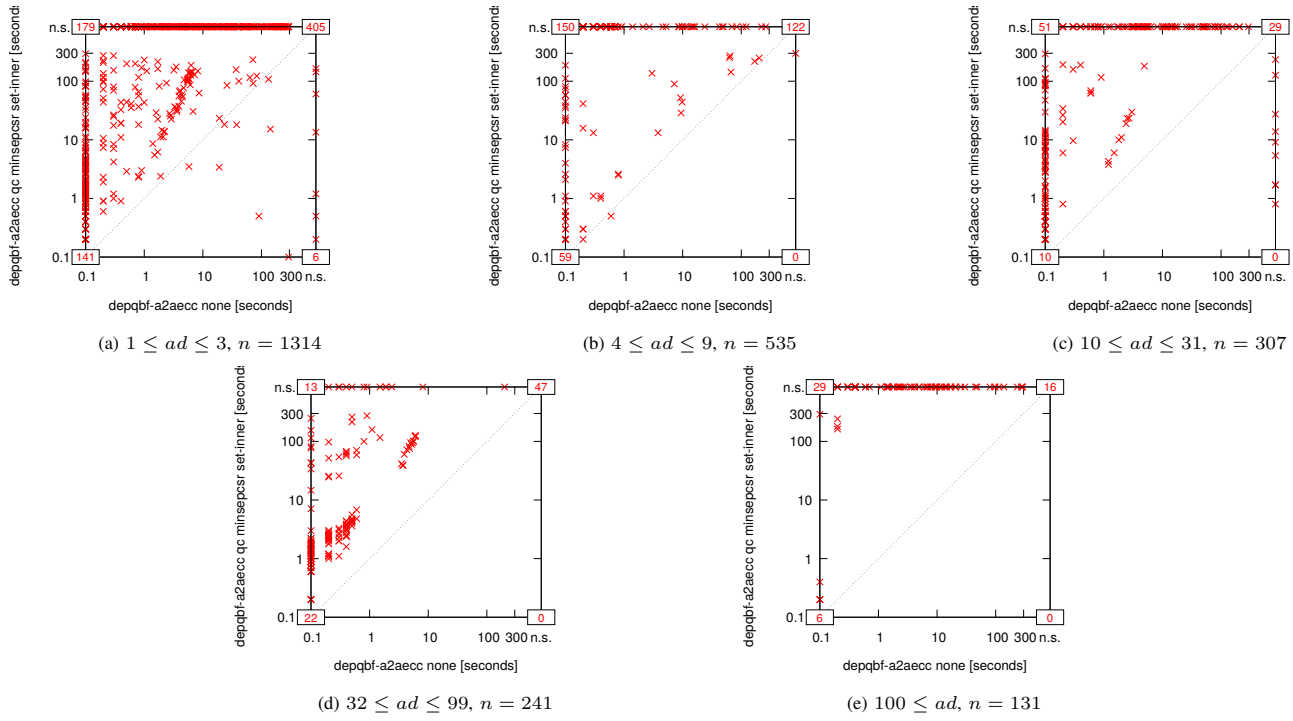 depqbf-a2aecc qc minsepcsr set-inner [seconds]
n.s. 179 405
300
100
10
1
0.1 141 6
0.1 1 10 100 300 n.s.
depqbf-a2aecc none [seconds]
(a) 1 ≤ ad ≤ 3, n = 1314
depqbf-a2aecc qc minsepcsr set-inner [seconds]
n.s. 150 122
300
100
10
1
0.1 59 0
0.1 1 10 100 300 n.s.
depqbf-a2aecc none [seconds]
(b) 4 ≤ ad ≤ 9, n = 535
depqbf-a2aecc qc minsepcsr set-inner [seconds]
n.s. 51 29
300
100
10
1
0.1 10 0
0.1 1 10 100 300 n.s.
depqbf-a2aecc none [seconds]
(c) 10 ≤ ad ≤ 31, n = 307
depqbf-a2aecc qc minsepcsr set-inner [second
n.s. 13 47
300
100
10
1
0.1 22 0
0.1 1 10 100 300 n.s.
depqbf-a2aecc none [seconds]
(d) 32 ≤ ad ≤ 99, n = 241
depqbf-a2aecc qc minsepcsr set-inner [second
n.s. 29 16
300
100
10
1
0.1 6 0
0.1 1 10 100 300 n.s.
depqbf-a2aecc none [seconds]
(e) 100 ≤ ad, n = 131